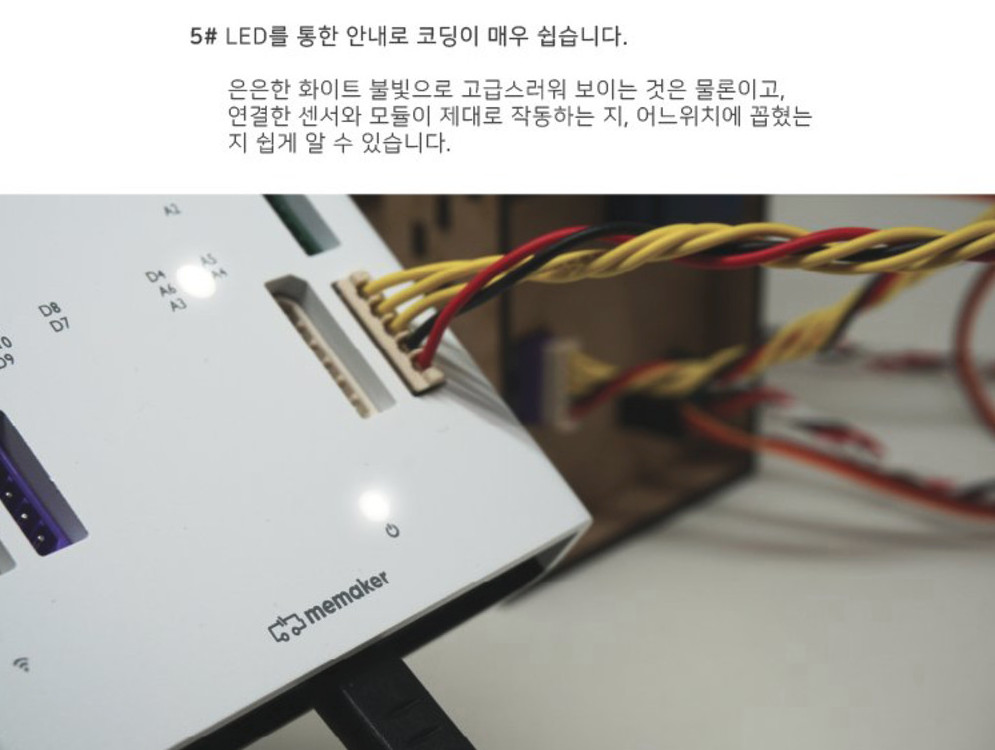 5# LED를 통한 안내로 코딩이 매우 쉽습니다.
은은한 화이트 불빛으로 고급스러워 보이는 것은 물론이고,
연결한 센서와 모듈이 제대로 작동하는 지, 어느위치에 꼽혔는
지 쉽게 알 수 있습니다.
A2
D4 A5
A6 A4
A3
D8
D7
D9
memaker